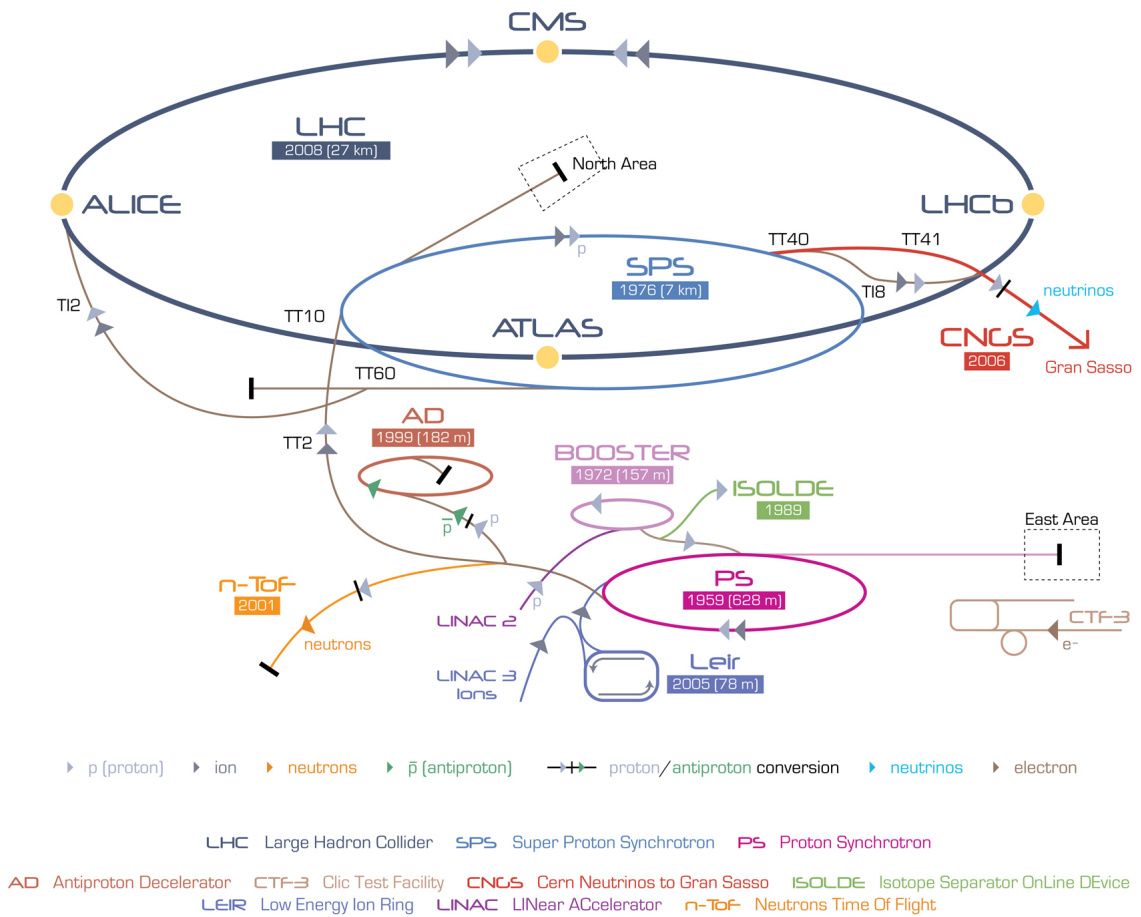 CMS
LHC
2008 (27 km)
North Area
ALICE
LHCb
TT40
TT41
p
SPS
1976 (7 km)
TI8
TI2
neutrinos
TT10
ATLAS
CNGS
2006
Gran Sasso
TT60
AD
1999 (182 m)
TT2
BOOSTER
1972 (157 m)
ISOLDE
1989
p̄
p
East Area
n-ToF
2001
PS
1959 (628 m)
p
LINAC 2
CTF-3
e-
neutrons
LINAC 3
Ions
Leir
2005 (78 m)
p (proton) ion neutrons p̄ (antiproton) proton/antiproton conversion neutrinos electron
LHC Large Hadron Collider SPS Super Proton Synchrotron PS Proton Synchrotron
AD Antiproton Decelerator CTF-3 Clic Test Facility CNGS Cern Neutrinos to Gran Sasso ISOLDE Isotope Separator OnLine DEvice
LEIR Low Energy Ion Ring LINAC LINear ACcelerator n-ToF Neutrons Time Of Flight